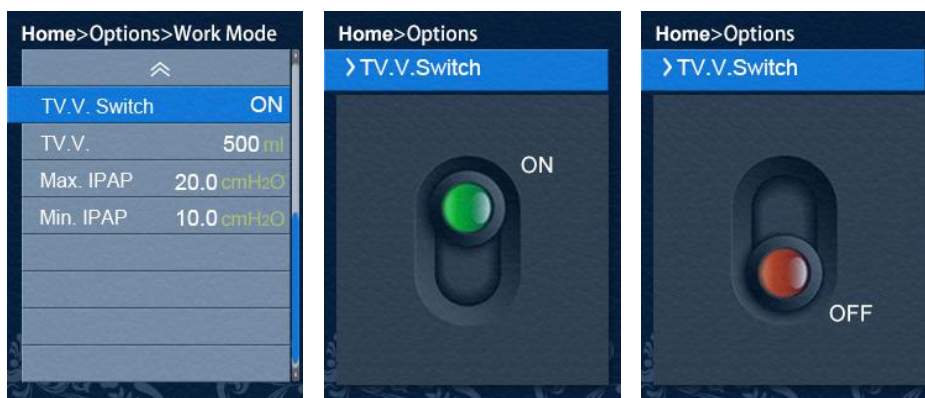 Home>Options>Work Mode
TV.V. Switch ON
TV.V. 500 ml
Max. IPAP 20.0 cmH2O
Min. IPAP 10.0 cmH2O
Home>Options
TV.V.Switch
ON
Home>Options
TV.V.Switch
OFF